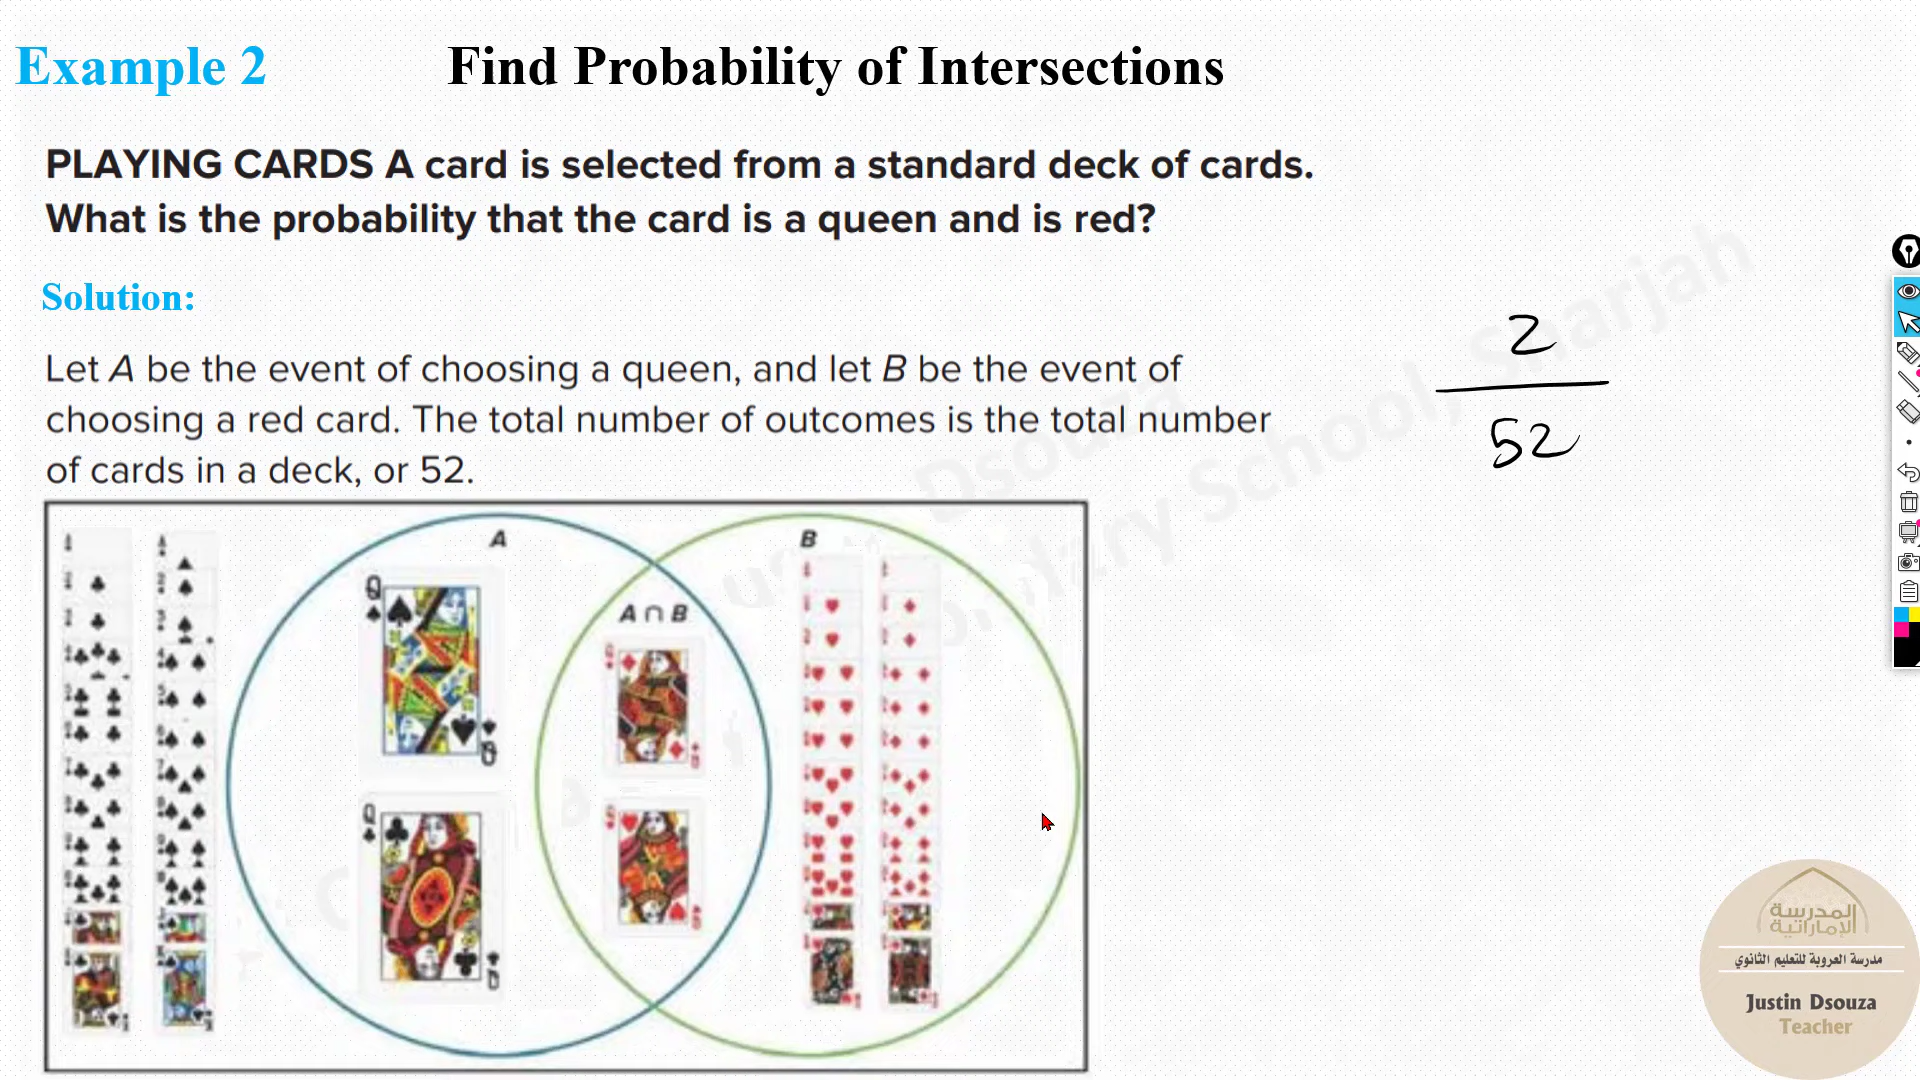 Example 2
Find Probability of Intersections
PLAYING CARDS A card is selected from a standard deck of cards.
What is the probability that the card is a queen and is red?
Solution:
Let A be the event of choosing a queen, and let B be the event of
choosing a red card. The total number of outcomes is the total number
of cards in a deck, or 52.
2
52
A
B
A ∩ B
Q
Q
Q
Q
المدرسة
الإماراتية
مدرسة العروبة للتعليم الثانوي
Justin Dsouza
Teacher
Dsouza
School, Sharjah